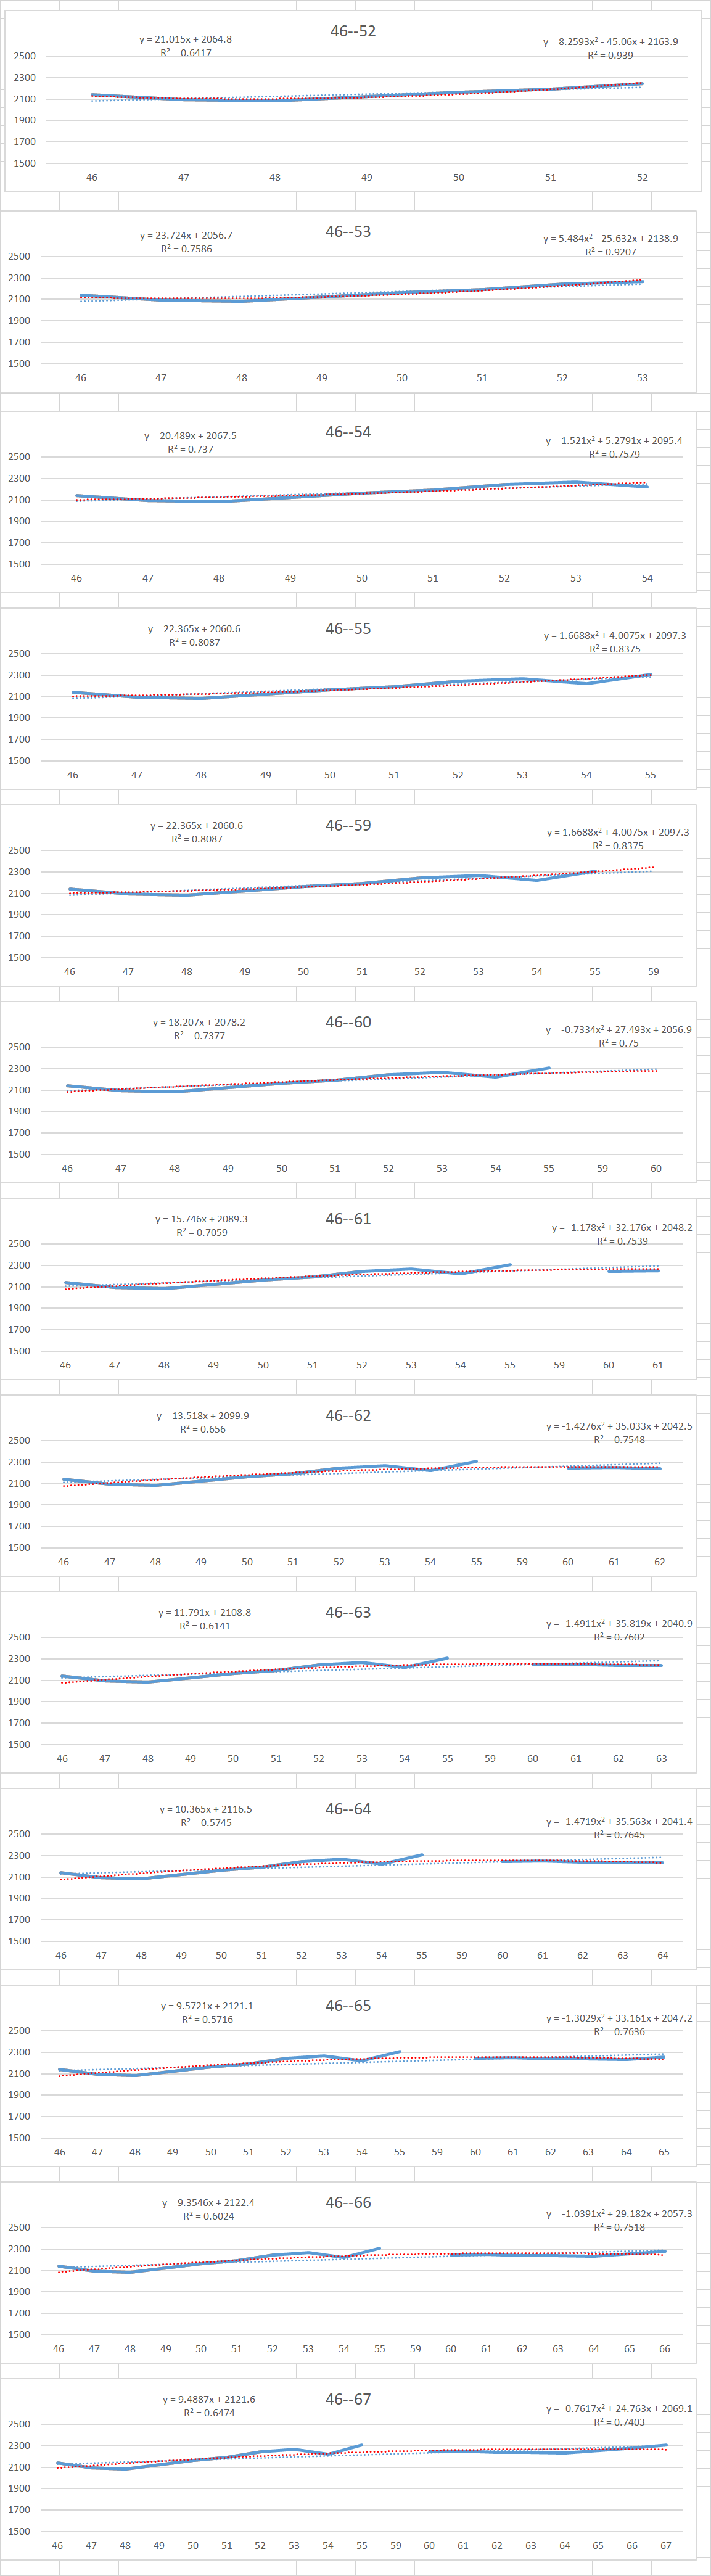 46--52
y = 21.015x + 2064.8
R² = 0.6417
y = 8.2593x² - 45.06x + 2163.9
R² = 0.939
2500
2300
2100
1900
1700
1500
46 47 48 49 50 51 52
46--53
y = 23.724x + 2056.7
R² = 0.7586
y = 5.484x² - 25.632x + 2138.9
R² = 0.9207
2500
2300
2100
1900
1700
1500
46 47 48 49 50 51 52 53
46--54
y = 20.489x + 2067.5
R² = 0.737
y = 1.521x² + 5.2791x + 2095.4
R² = 0.7579
2500
2300
2100
1900
1700
1500
46 47 48 49 50 51 52 53 54
46--55
y = 22.365x + 2060.6
R² = 0.8087
y = 1.6688x² + 4.0075x + 2097.3
R² = 0.8375
2500
2300
2100
1900
1700
1500
46 47 48 49 50 51 52 53 54 55
46--59
y = 22.365x + 2060.6
R² = 0.8087
y = 1.6688x² + 4.0075x + 2097.3
R² = 0.8375
2500
2300
2100
1900
1700
1500
46 47 48 49 50 51 52 53 54 55 59
46--60
y = 18.207x + 2078.2
R² = 0.7377
y = -0.7334x² + 27.493x + 2056.9
R² = 0.75
2500
2300
2100
1900
1700
1500
46 47 48 49 50 51 52 53 54 55 59 60
46--61
y = 15.746x + 2089.3
R² = 0.7059
y = -1.178x² + 32.176x + 2048.2
R² = 0.7539
2500
2300
2100
1900
1700
1500
46 47 48 49 50 51 52 53 54 55 59 60 61
46--62
y = 13.518x + 2099.9
R² = 0.656
y = -1.4276x² + 35.033x + 2042.5
R² = 0.7548
2500
2300
2100
1900
1700
1500
46 47 48 49 50 51 52 53 54 55 59 60 61 62
46--63
y = 11.791x + 2108.8
R² = 0.6141
y = -1.4911x² + 35.819x + 2040.9
R² = 0.7602
2500
2300
2100
1900
1700
1500
46 47 48 49 50 51 52 53 54 55 59 60 61 62 63
46--64
y = 10.365x + 2116.5
R² = 0.5745
y = -1.4719x² + 35.563x + 2041.4
R² = 0.7645
2500
2300
2100
1900
1700
1500
46 47 48 49 50 51 52 53 54 55 59 60 61 62 63 64
46--65
y = 9.5721x + 2121.1
R² = 0.5716
y = -1.3029x² + 33.161x + 2047.2
R² = 0.7636
2500
2300
2100
1900
1700
1500
46 47 48 49 50 51 52 53 54 55 59 60 61 62 63 64 65
46--66
y = 9.3546x + 2122.4
R² = 0.6024
y = -1.0391x² + 29.182x + 2057.3
R² = 0.7518
2500
2300
2100
1900
1700
1500
46 47 48 49 50 51 52 53 54 55 59 60 61 62 63 64 65 66
46--67
y = 9.4887x + 2121.6
R² = 0.6474
y = -0.7617x² + 24.763x + 2069.1
R² = 0.7403
2500
2300
2100
1900
1700
1500
46 47 48 49 50 51 52 53 54 55 59 60 61 62 63 64 65 66 67